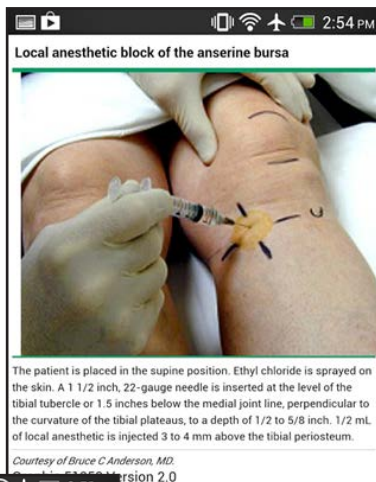 2:54 PM
Local anesthetic block of the anserine bursa
The patient is placed in the supine position. Ethyl chloride is sprayed on
the skin. A 1 1/2 inch, 22-gauge needle is inserted at the level of the
tibial tubercle or 1.5 inches below the medial joint line, perpendicular to
the curvature of the tibial plateaus, to a depth of 1/2 to 5/8 inch. 1/2 mL
of local anesthetic is injected 3 to 4 mm above the tibial periosteum.
Courtesy of Bruce C Anderson, MD.
Version 2.0